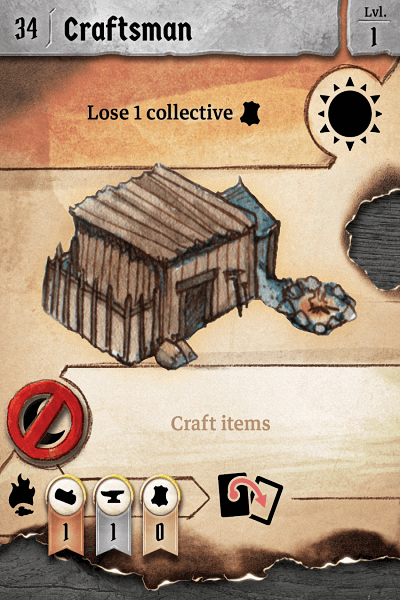 34 Craftsman
Lvl.
1
Lose 1 collective
Craft items
1 1 0